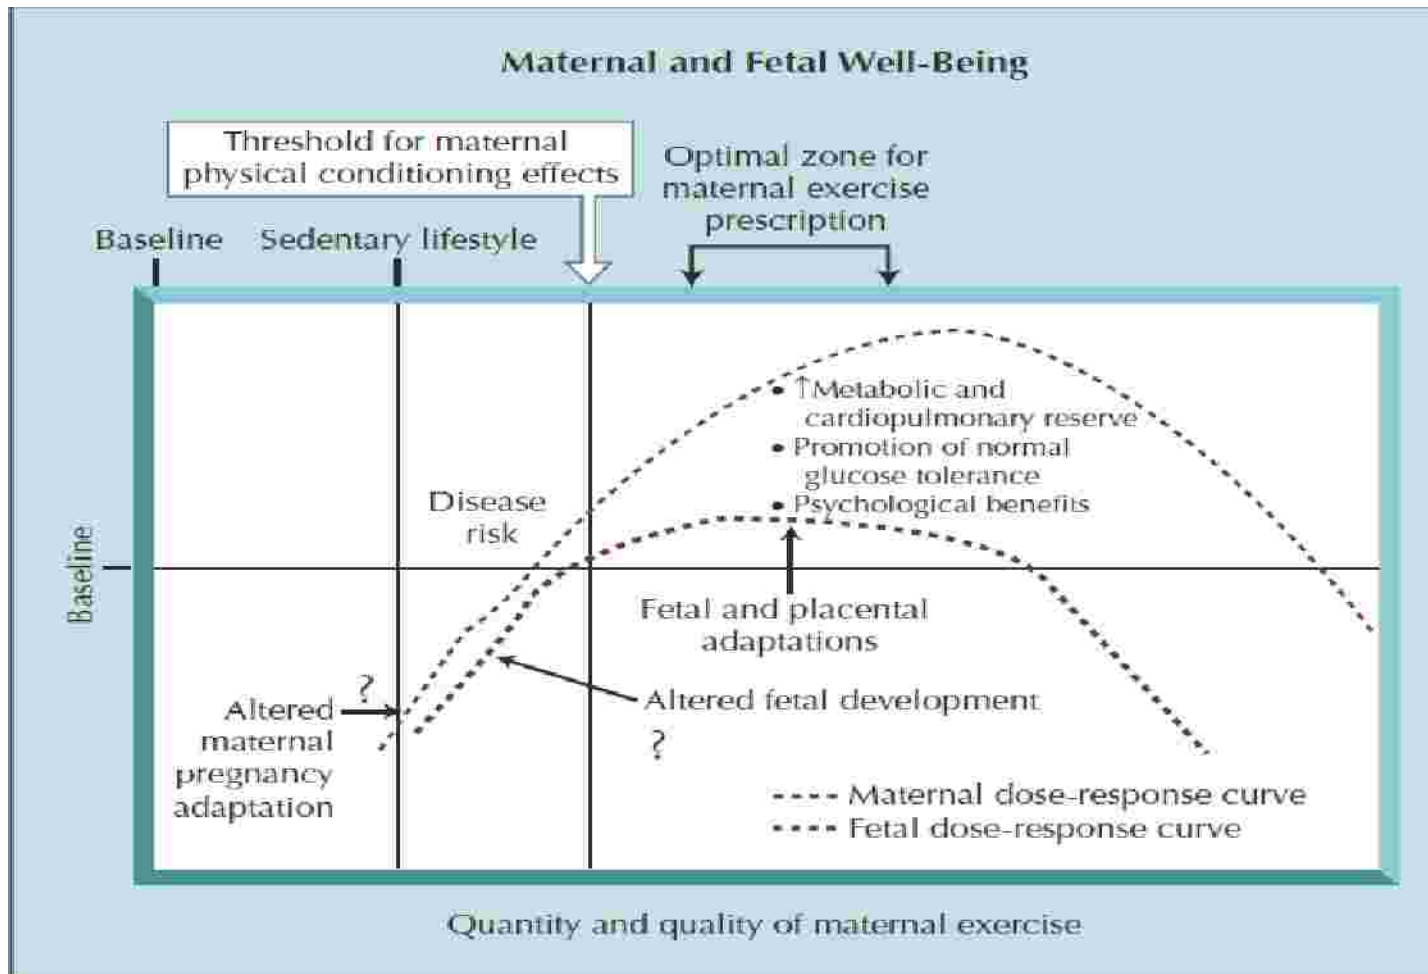 Maternal and Fetal Well-Being
Threshold for maternal
physical conditioning effects
Optimal zone for
maternal exercise
prescription
Baseline
Sedentary lifestyle
• ↑Metabolic and
cardiopulmonary reserve
• Promotion of normal
glucose tolerance
• Psychological benefits
Disease
risk
Baseline
Fetal and placental
adaptations
?
Altered
maternal
pregnancy
adaptation
Altered fetal development
?
---- Maternal dose-response curve
---- Fetal dose-response curve
Quantity and quality of maternal exercise